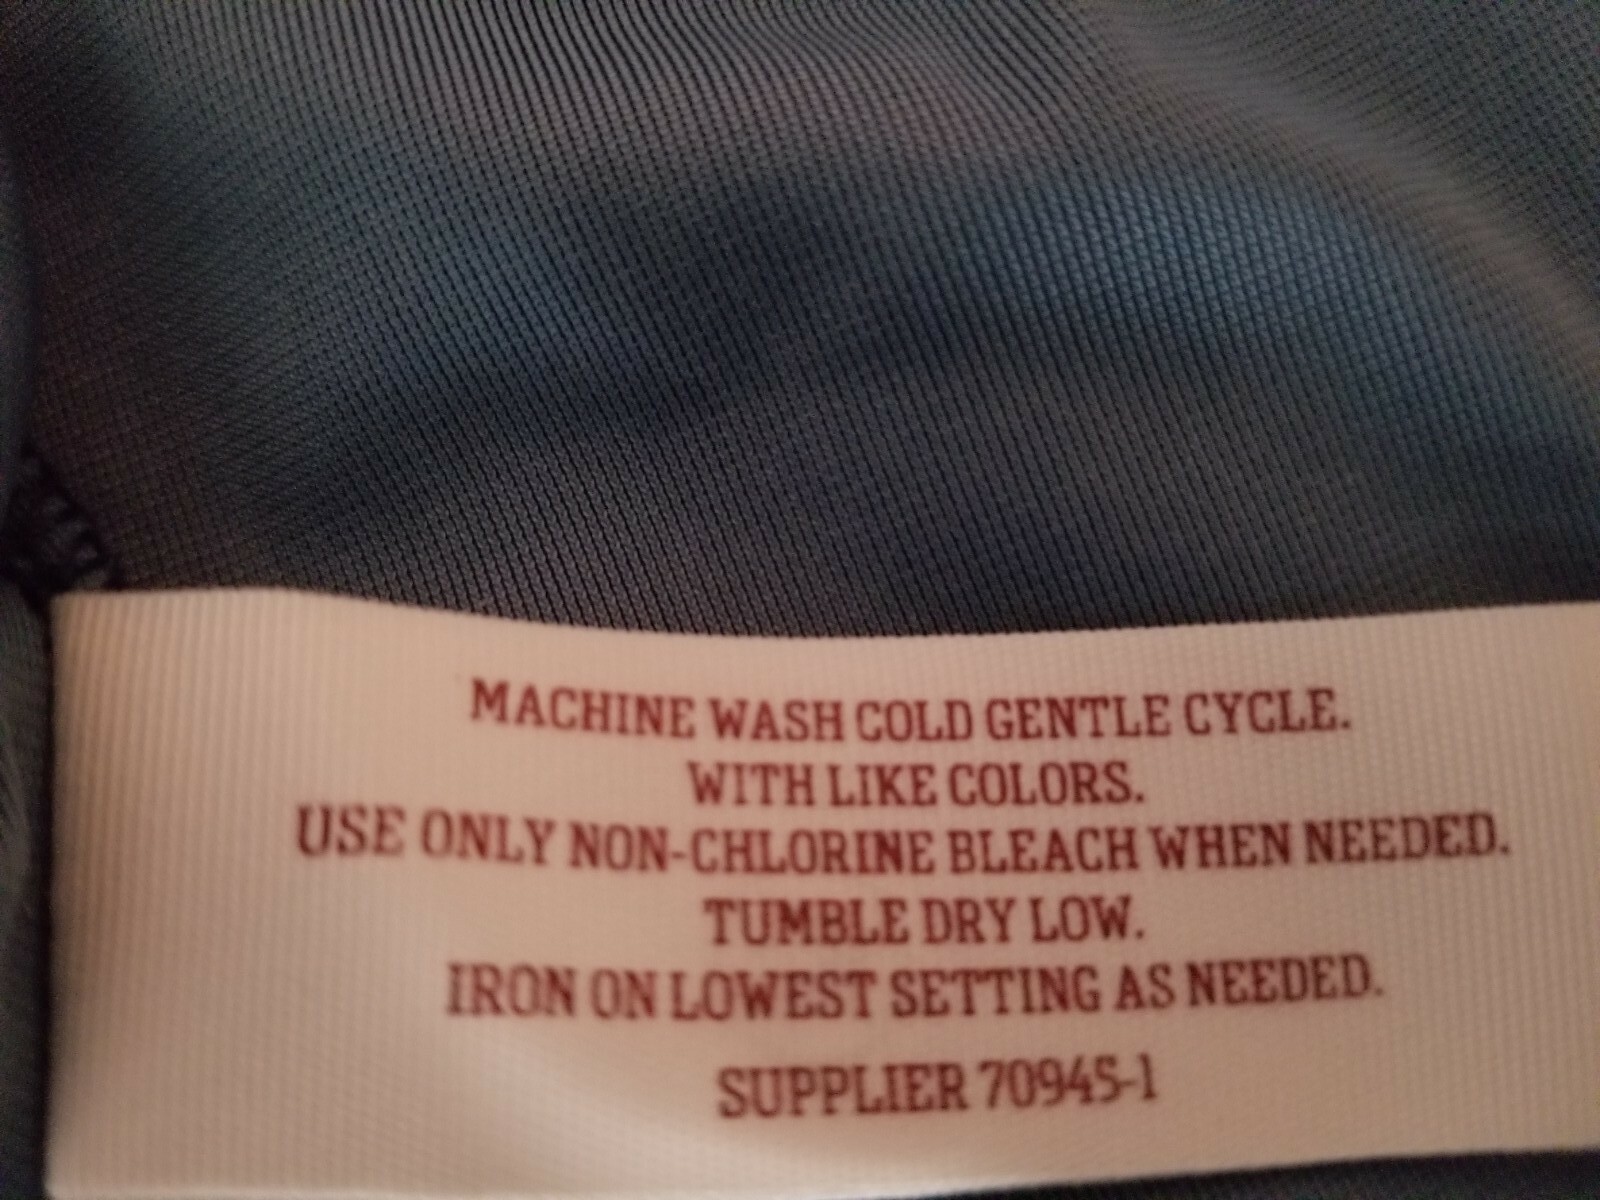 MACHINE WASH COLD GENTLE CYCLE.
WITH LIKE COLORS.
USE ONLY NON-CHLORINE BLEACH WHEN NEEDED.
TUMBLE DRY LOW.
IRON ON LOWEST SETTING AS NEEDED.
SUPPLIER 70945-1